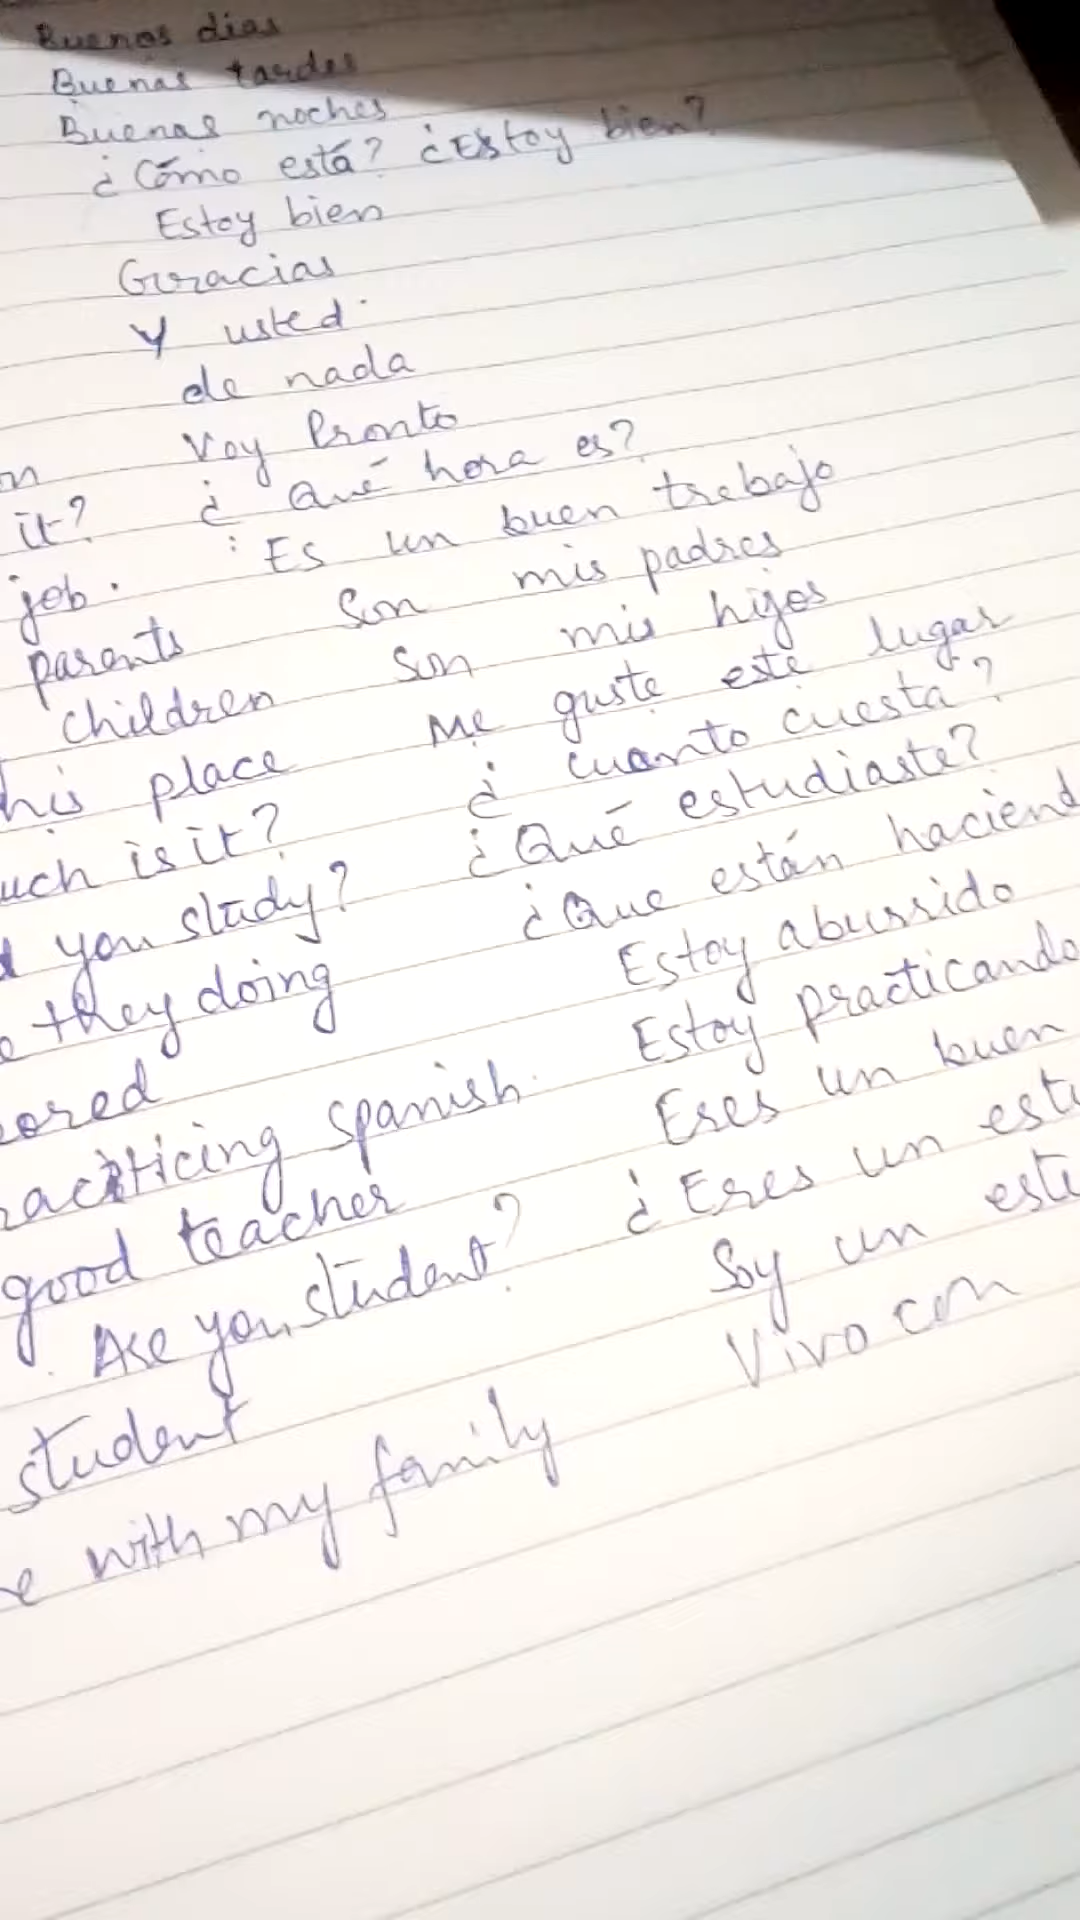 Buenos dias
Buenas tardes
Buenas noches
¿Cómo está? ¿Estoy bien?
Estoy bien
Gracias
Y usted.
de nada
Voy Pronto
it? ¿Qué hora es?
job. Es un buen trabajo
parents Son mis padres
children Son mis hijos
place Me guste este lugar
uch is it? ¿cuanto cuesta?
you study? ¿Qué estudiaste?
they doing ¿Que están haciend
ored Estoy aburrido
racticing spanish. Estoy practicando
good teacher Eres un buen
Are you student? ¿Eres un estu
student Soy un estu
with my family Vivo con